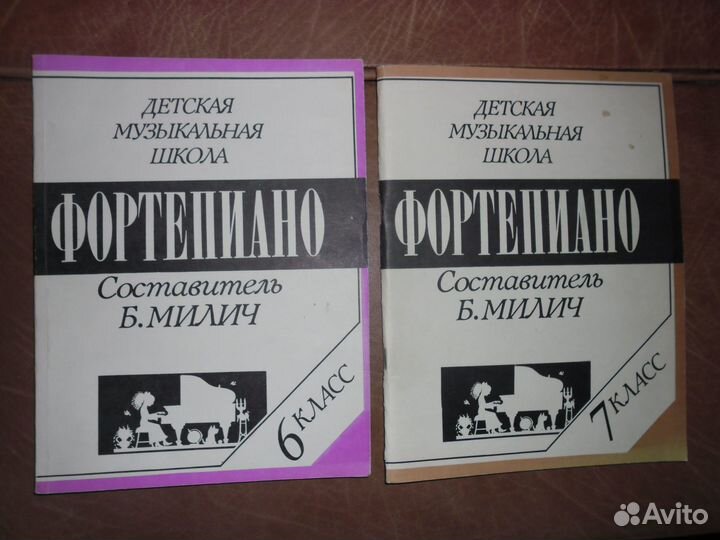 ДЕТСКАЯ
МУЗЫКАЛЬНАЯ
ШКОЛА
ФОРТЕПИАНО
Составитель
Б. МИЛИЧ
6 КЛАСС
ДЕТСКАЯ
МУЗЫКАЛЬНАЯ
ШКОЛА
ФОРТЕПИАНО
Составитель
Б. МИЛИЧ
7 КЛАСС
Avito